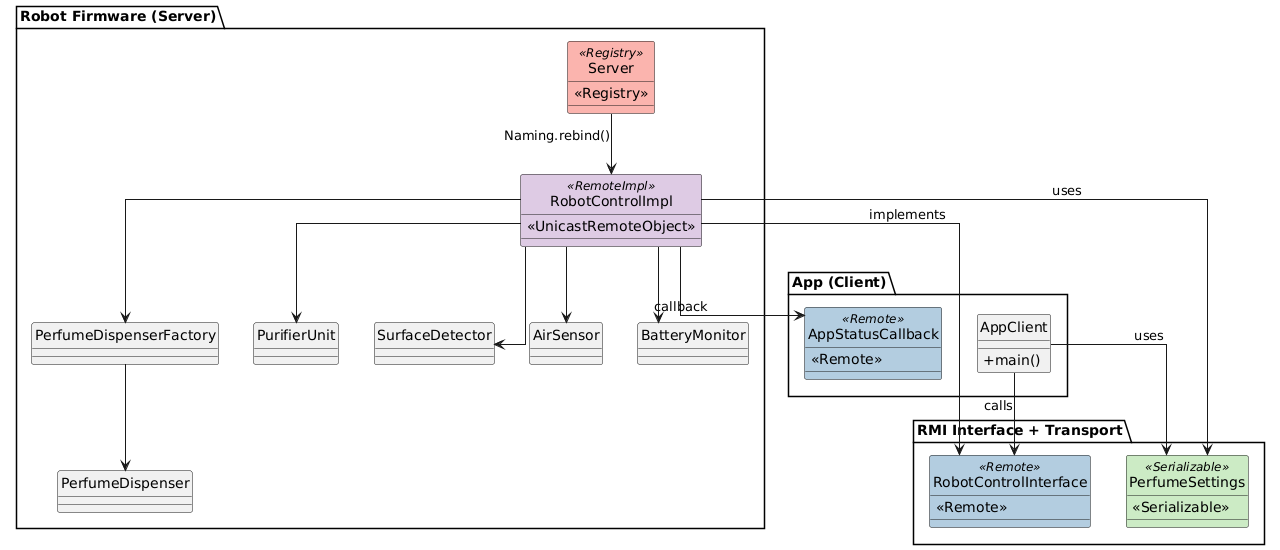 Robot Firmware (Server)
«Registry»
Server
«Registry»
Naming.rebind()
«RemoteImpl»
RobotControlImpl
«UnicastRemoteObject»
uses
implements
callback
PerfumeDispenserFactory
PurifierUnit
SurfaceDetector
AirSensor
BatteryMonitor
PerfumeDispenser
App (Client)
«Remote»
AppStatusCallback
«Remote»
AppClient
+main()
uses
calls
RMI Interface + Transport
«Remote»
RobotControlInterface
«Remote»
«Serializable»
PerfumeSettings
«Serializable»